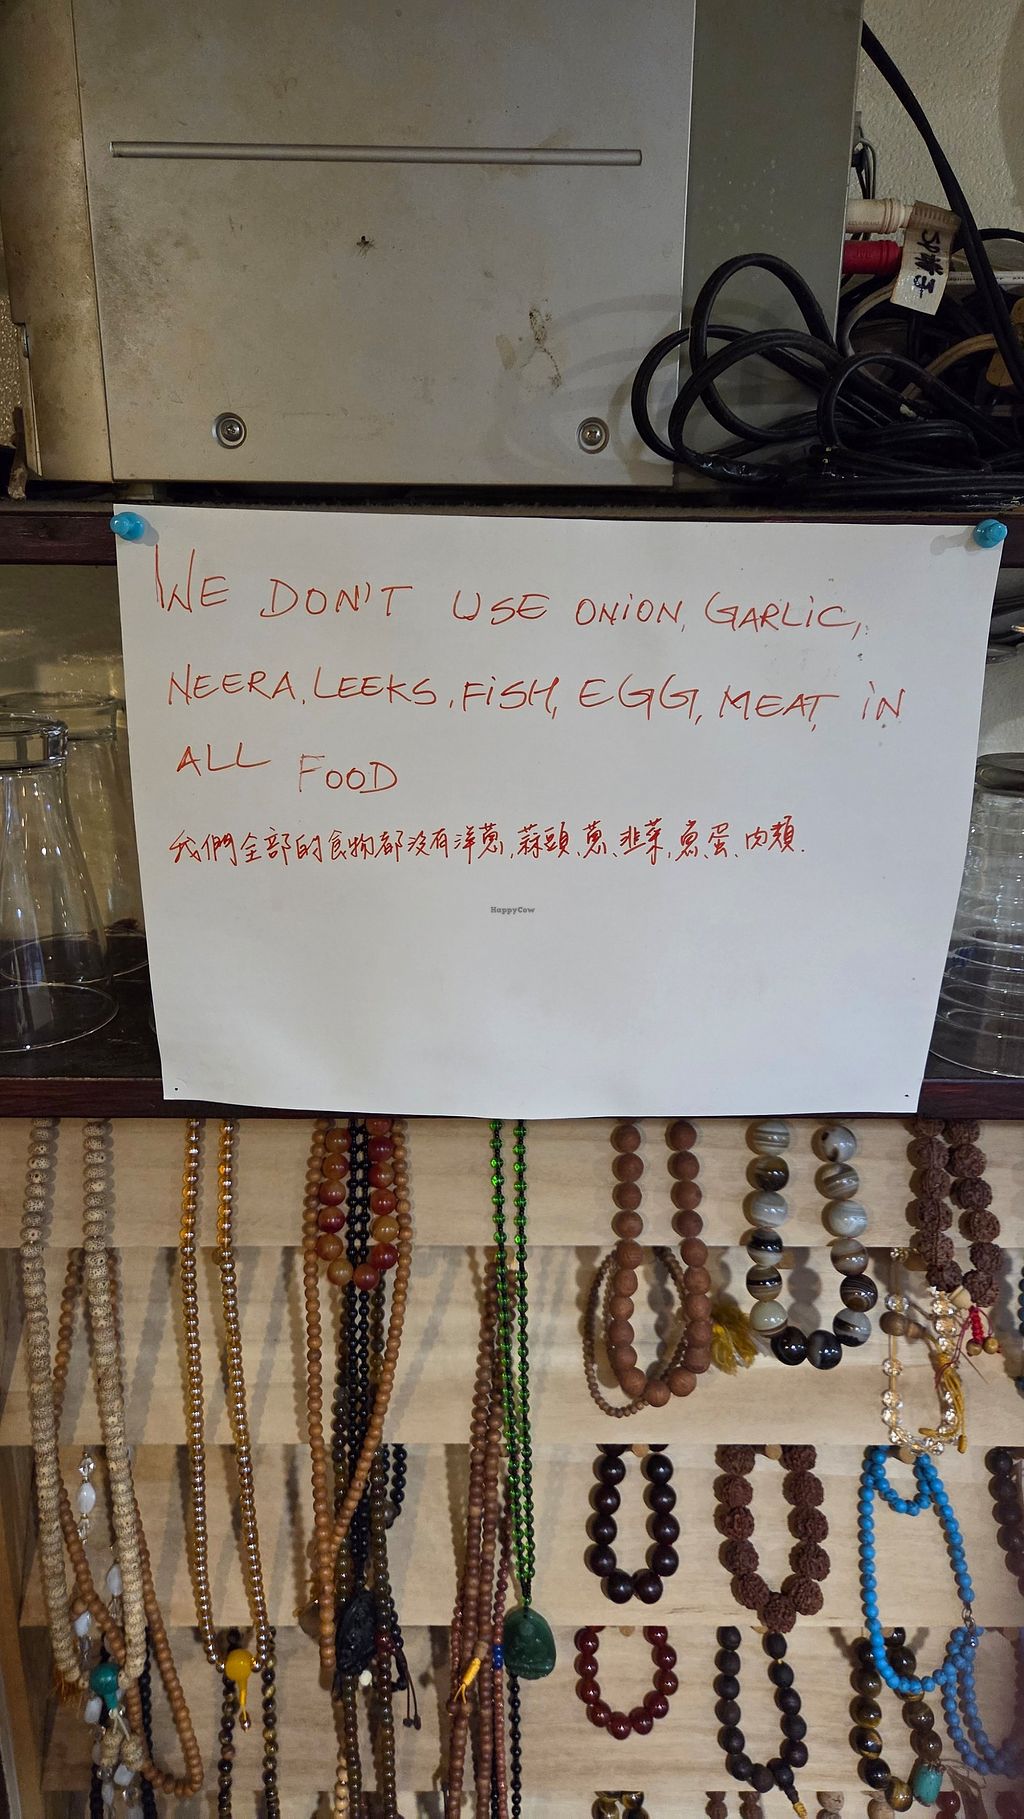 WE DON'T USE ONION, GARLIC,
NEERA, LEEKS, FISH, EGG, MEAT IN
ALL FOOD
我們全部的食物都沒有洋蔥,蒜頭,蔥、韭菜,魚,蛋、肉類.
HappyCow